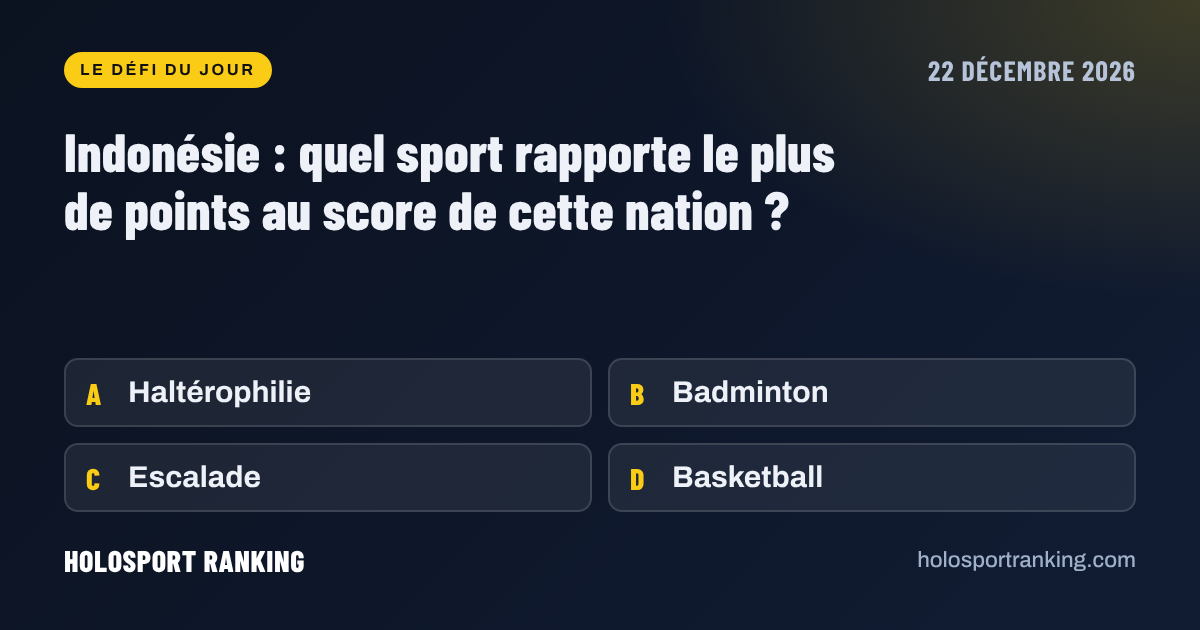 LE DÉFI DU JOUR
22 DÉCEMBRE 2026
Indonésie : quel sport rapporte le plus
de points au score de cette nation ?
A Haltérophilie
B Badminton
C Escalade
D Basketball
HOLOSPORT RANKING
holosportranking.com